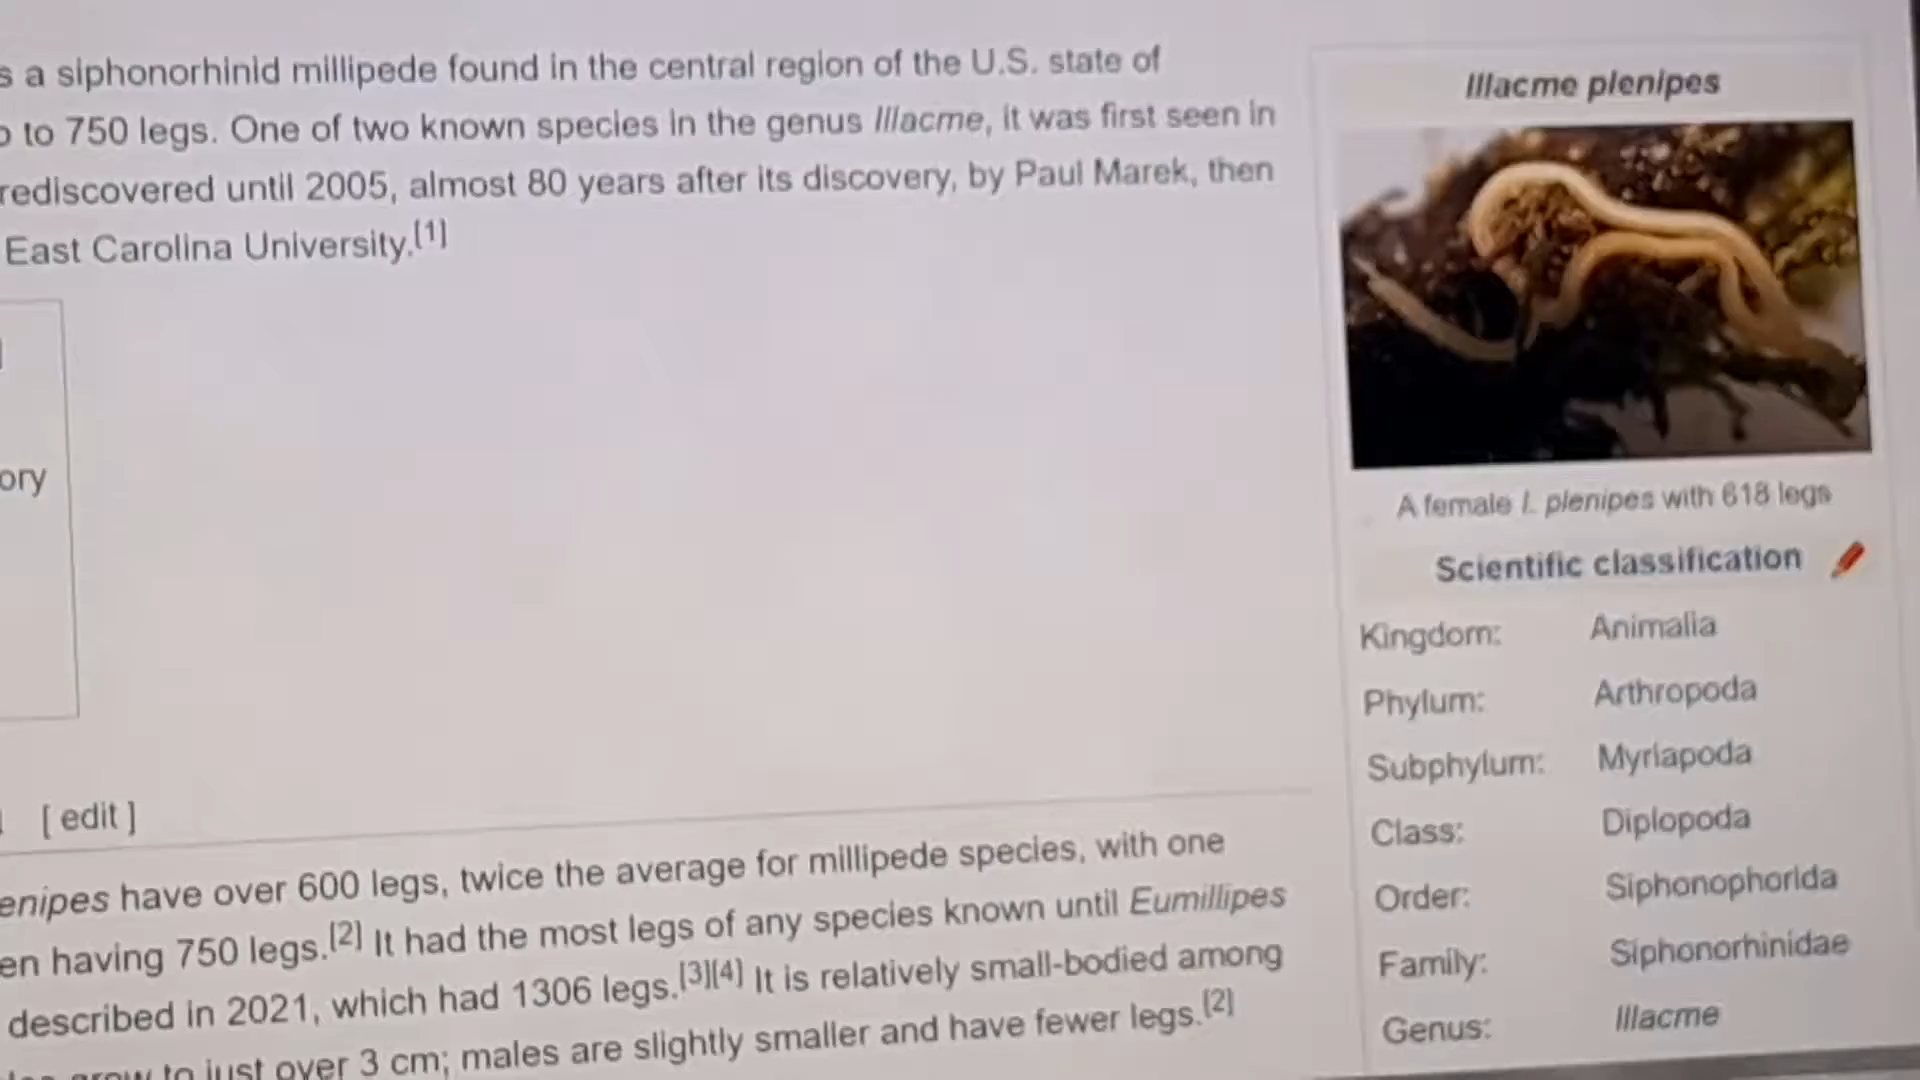 a siphonorhinid millipede found in the central region of the U.S. state of
to 750 legs. One of two known species in the genus Illacme, it was first seen in
rediscovered until 2005, almost 80 years after its discovery, by Paul Marek, then
East Carolina University.[1]
ory
[ edit ]
enipes have over 600 legs, twice the average for millipede species, with one
en having 750 legs.[2] It had the most legs of any species known until Eumillipes
described in 2021, which had 1306 legs.[3][4] It is relatively small-bodied among
grow to just over 3 cm; males are slightly smaller and have fewer legs.[2]
Illacme plenipes
A female I. plenipes with 618 legs
Scientific classification
Kingdom: Animalia
Phylum: Arthropoda
Subphylum: Myriapoda
Class: Diplopoda
Order: Siphonophorida
Family: Siphonorhinidae
Genus: Illacme